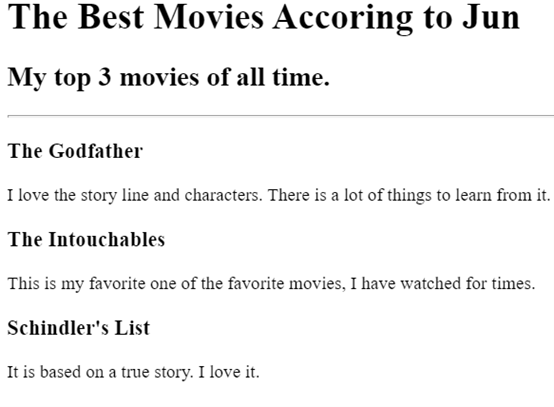 The Best Movies Accoring to Jun
My top 3 movies of all time.
The Godfather
I love the story line and characters. There is a lot of things to learn from it.
The Intouchables
This is my favorite one of the favorite movies, I have watched for times.
Schindler's List
It is based on a true story. I love it.